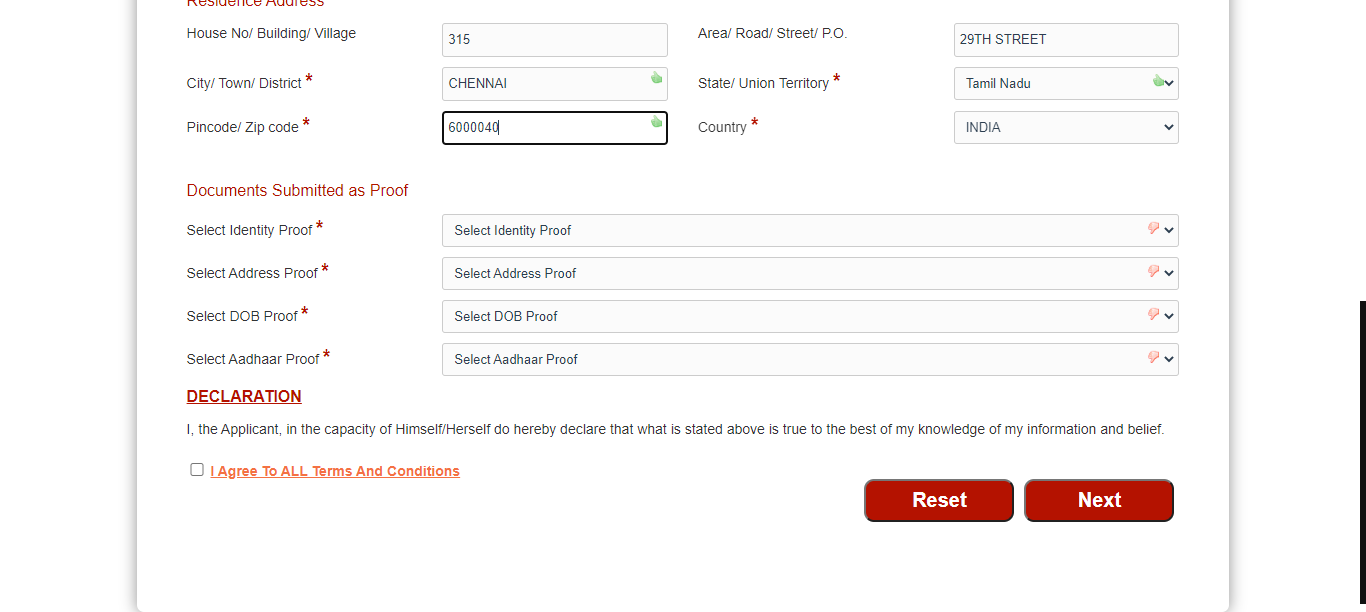 Residence Address
House No/ Building/ Village 315 Area/ Road/ Street/ P.O. 29TH STREET
City/ Town/ District * CHENNAI State/ Union Territory * Tamil Nadu
Pincode/ Zip code * 6000040 Country * INDIA
Documents Submitted as Proof
Select Identity Proof * Select Identity Proof
Select Address Proof * Select Address Proof
Select DOB Proof * Select DOB Proof
Select Aadhaar Proof * Select Aadhaar Proof
DECLARATION
I, the Applicant, in the capacity of Himself/Herself do hereby declare that what is stated above is true to the best of my knowledge of my information and belief.
I Agree To ALL Terms And Conditions
Reset Next